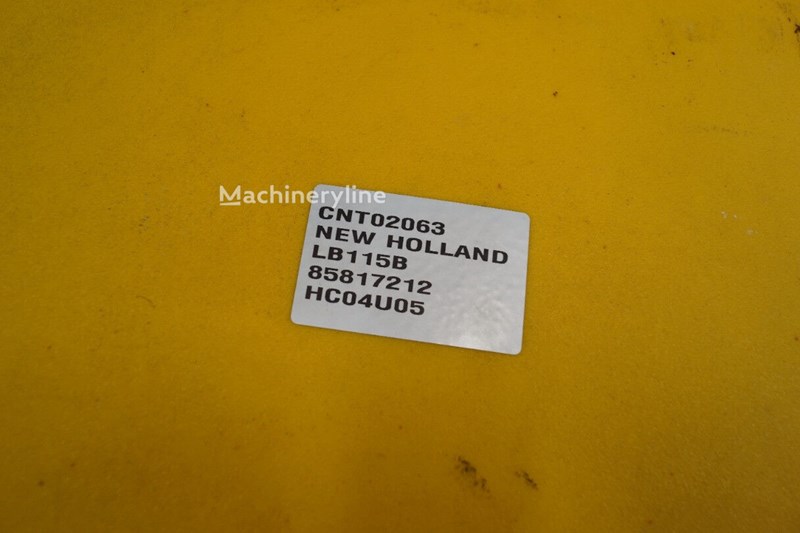 Machineryline
CNT02063
NEW HOLLAND
LB115B
85817212
HC04U05